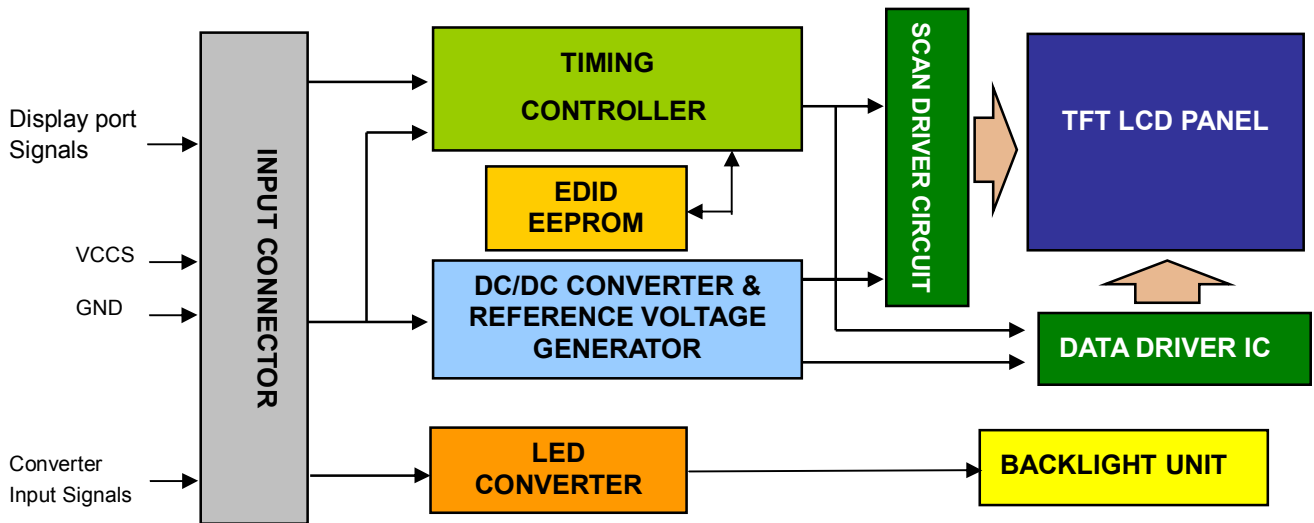 Display port
Signals
VCCS
GND
Converter
Input Signals
INPUT CONNECTOR
TIMING
CONTROLLER
EDID
EEPROM
DC/DC CONVERTER &
REFERENCE VOLTAGE
GENERATOR
LED
CONVERTER
SCAN DRIVER CIRCUIT
TFT LCD PANEL
DATA DRIVER IC
BACKLIGHT UNIT